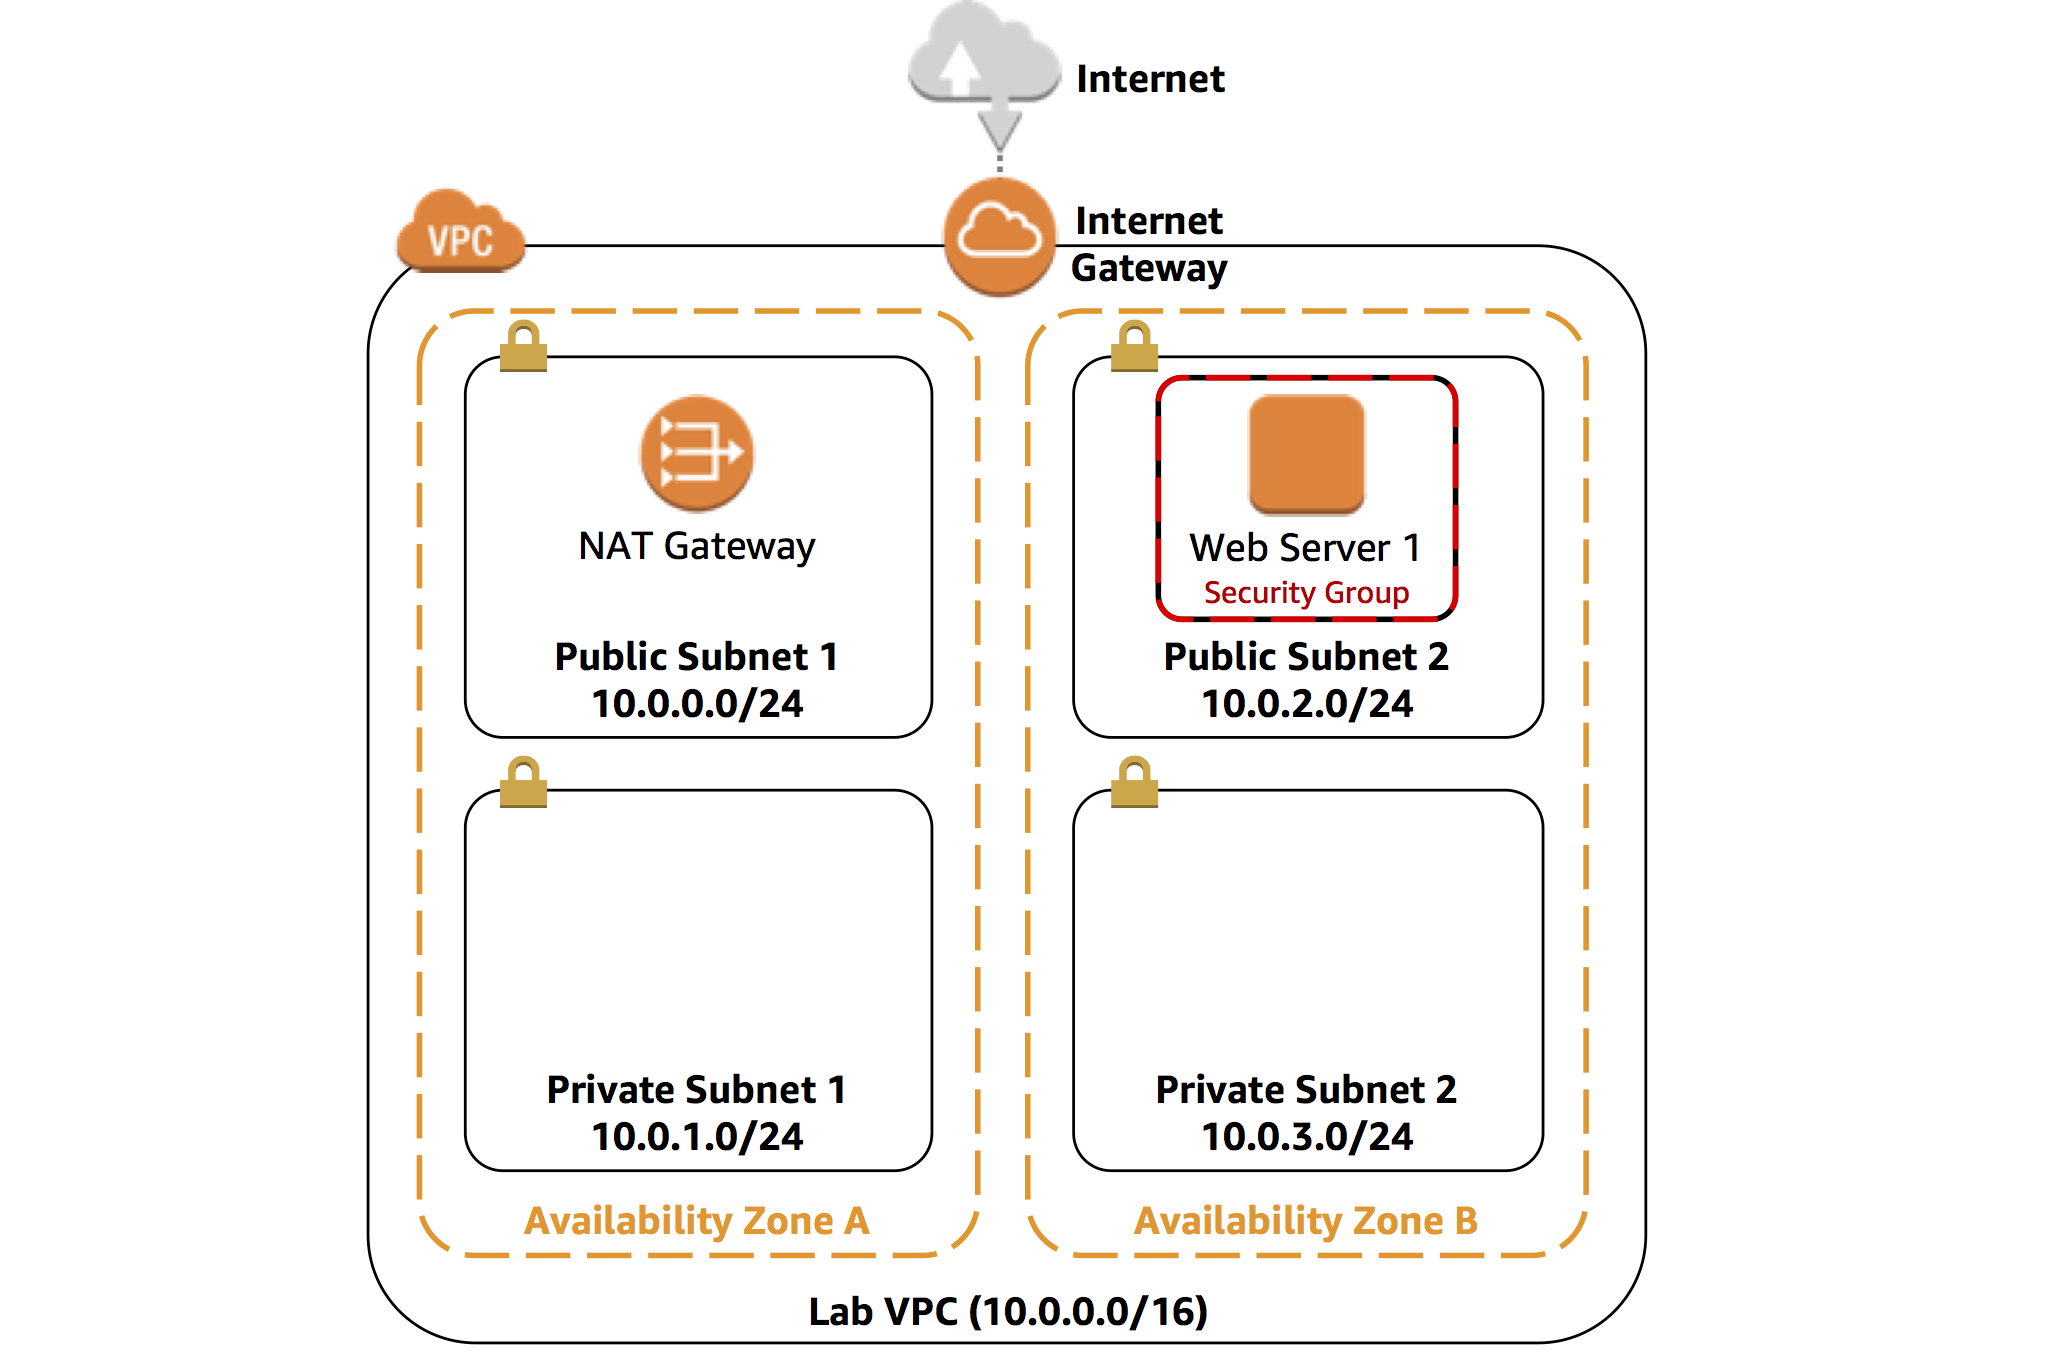 Internet
VPC
Internet
Gateway
NAT Gateway
Public Subnet 1
10.0.0.0/24
Web Server 1
Security Group
Public Subnet 2
10.0.2.0/24
Private Subnet 1
10.0.1.0/24
Private Subnet 2
10.0.3.0/24
Availability Zone A
Availability Zone B
Lab VPC (10.0.0.0/16)